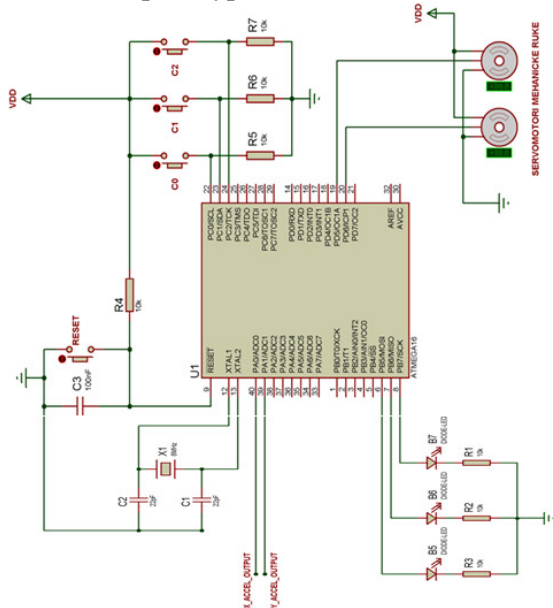 VDD
C2
C1
C0
R7
10k
R6
10k
R5
10k
VDD
SERVOMOTORI MEHANICKE RUKE
RESET
R4
10k
C3
100nF
U1
ATMEGA16
9
RESET
12
XTAL1
13
XTAL2
40
PA0/ADC0
39
PA1/ADC1
38
PA2/ADC2
37
PA3/ADC3
36
PA4/ADC4
35
PA5/ADC5
34
PA6/ADC6
33
PA7/ADC7
1
PB0/T0/XCK
2
PB1/T1
3
PB2/AIN0/INT2
4
PB3/AIN1/OC0
5
PB4/SS
6
PB5/MOSI
7
PB6/MISO
8
PB7/SCK
22
PC0/SCL
23
PC1/SDA
24
PC2/TCK
25
PC3/TMS
26
PC4/TDO
27
PC5/TDI
28
PC6/TOSC1
29
PC7/TOSC2
14
PD0/RXD
15
PD1/TXD
16
PD2/INT0
17
PD3/INT1
18
PD4/OC1B
19
PD5/OC1A
20
PD6/ICP1
21
PD7/OC2
32
AREF
30
AVCC
X1
8MHz
C2
22pF
C1
22pF
X_ACCEL_OUTPUT
Y_ACCEL_OUTPUT
B7
DIODE-LED
B6
DIODE-LED
B5
DIODE-LED
R1
10k
R2
10k
R3
10k